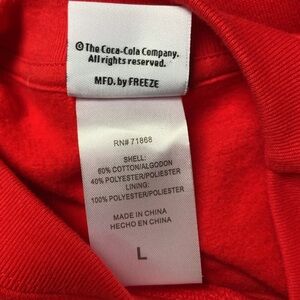 © The Coca-Cola Company.
All rights reserved.
MFD. by FREEZE
RN# 71868
SHELL:
60% COTTON/ALGODON
40% POLYESTER/POLIESTER
LINING:
100% POLYESTER/POLIESTER
MADE IN CHINA
HECHO EN CHINA
L